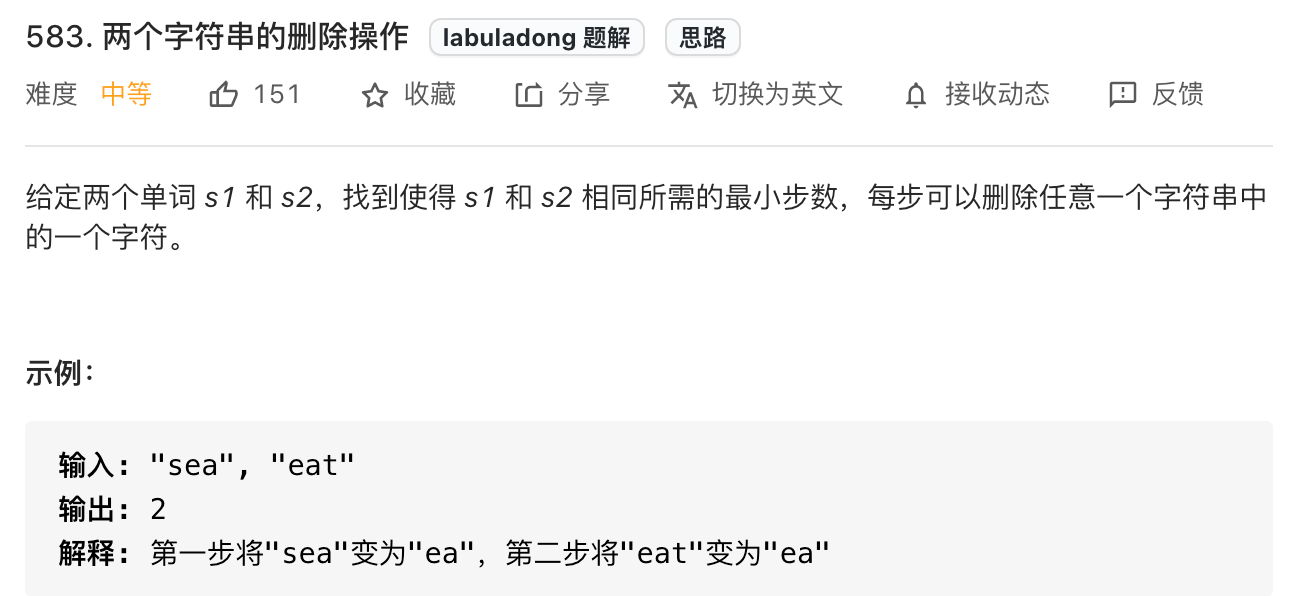 583. 两个字符串的删除操作 labuladong 题解 思路
难度 中等 151 收藏 分享 切换为英文 接收动态 反馈
给定两个单词 s1 和 s2，找到使得 s1 和 s2 相同所需的最小步数，每步可以删除任意一个字符串中
的一个字符。
示例：
输入: "sea", "eat"
输出: 2
解释: 第一步将"sea"变为"ea"，第二步将"eat"变为"ea"